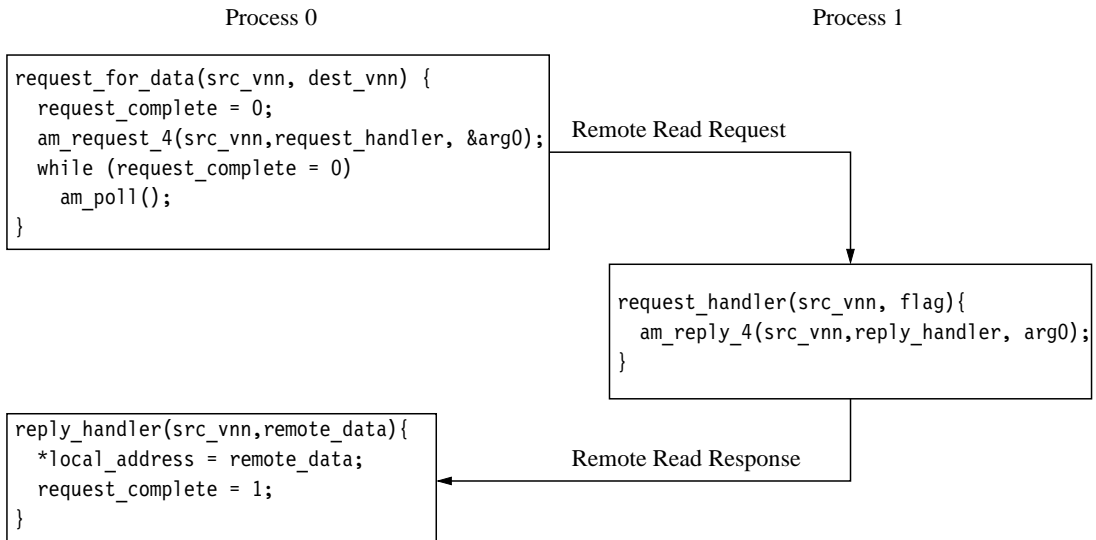 Process 0
Process 1
request_for_data(src_vnn, dest_vnn) {
request_complete = 0;
am_request_4(src_vnn,request_handler, &arg0);
while (request_complete = 0)
am_poll();
}
Remote Read Request
request_handler(src_vnn, flag){
am_reply_4(src_vnn,reply_handler, arg0);
}
reply_handler(src_vnn,remote_data){
*local_address = remote_data;
request_complete = 1;
}
Remote Read Response